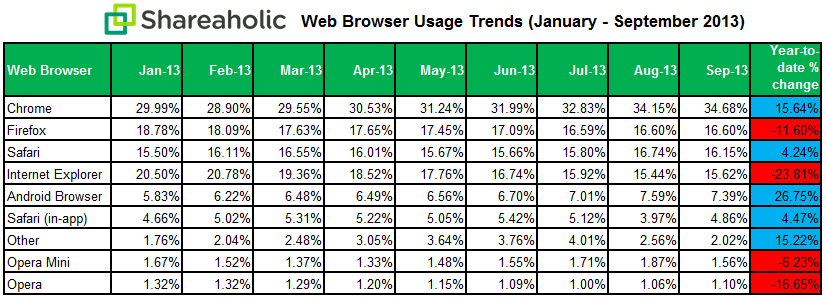 Shareaholic Web Browser Usage Trends (January - September 2013)
Web Browser Jan-13 Feb-13 Mar-13 Apr-13 May-13 Jun-13 Jul-13 Aug-13 Sep-13 Year-to-date % change
Chrome 29.99% 28.90% 29.55% 30.53% 31.24% 31.99% 32.83% 34.15% 34.68% 15.64%
Firefox 18.78% 18.09% 17.63% 17.65% 17.45% 17.09% 16.59% 16.60% 16.60% -11.60%
Safari 15.50% 16.11% 16.55% 16.01% 15.67% 15.66% 15.80% 16.74% 16.15% 4.24%
Internet Explorer 20.50% 20.78% 19.36% 18.52% 17.76% 16.74% 15.92% 15.44% 15.62% -23.81%
Android Browser 5.83% 6.22% 6.48% 6.49% 6.56% 6.70% 7.01% 7.59% 7.39% 26.75%
Safari (in-app) 4.66% 5.02% 5.31% 5.22% 5.05% 5.42% 5.12% 3.97% 4.86% 4.47%
Other 1.76% 2.04% 2.48% 3.05% 3.64% 3.76% 4.01% 2.56% 2.02% 15.22%
Opera Mini 1.67% 1.52% 1.37% 1.33% 1.48% 1.55% 1.71% 1.87% 1.56% -6.23%
Opera 1.32% 1.32% 1.29% 1.20% 1.15% 1.09% 1.00% 1.06% 1.10% -16.65%